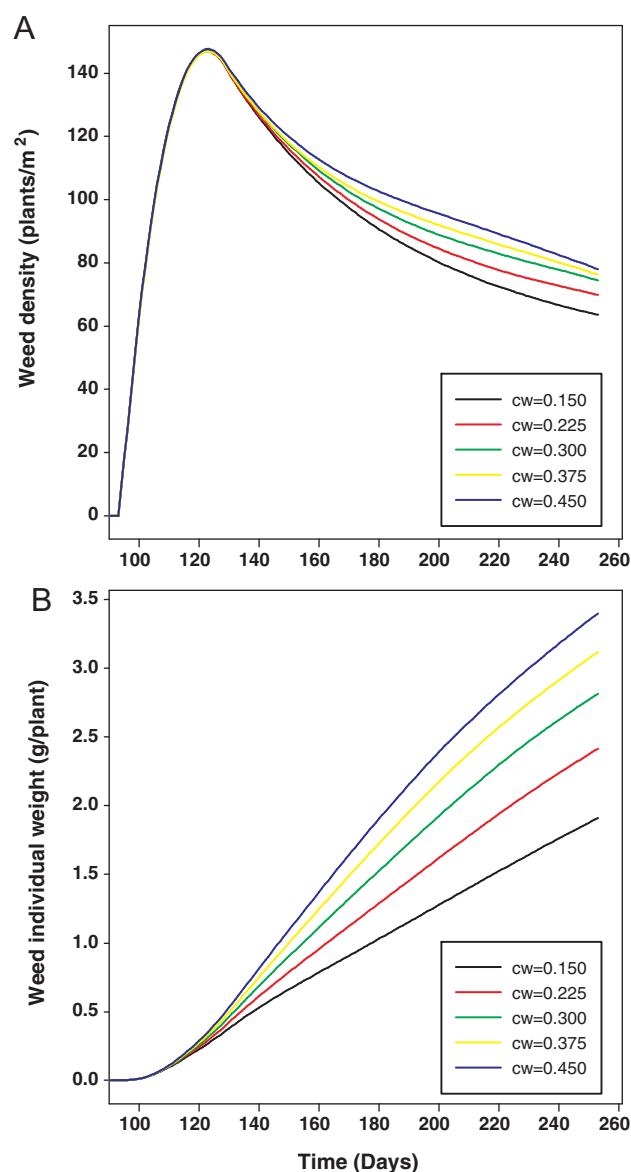 A
Weed density (plants/m²)
140
120
100
80
60
40
20
0
cw=0.150
cw=0.225
cw=0.300
cw=0.375
cw=0.450
100 120 140 160 180 200 220 240 260
B
Weed individual weight (g/plant)
3.5
3.0
2.5
2.0
1.5
1.0
0.5
0.0
cw=0.150
cw=0.225
cw=0.300
cw=0.375
cw=0.450
100 120 140 160 180 200 220 240 260
Time (Days)